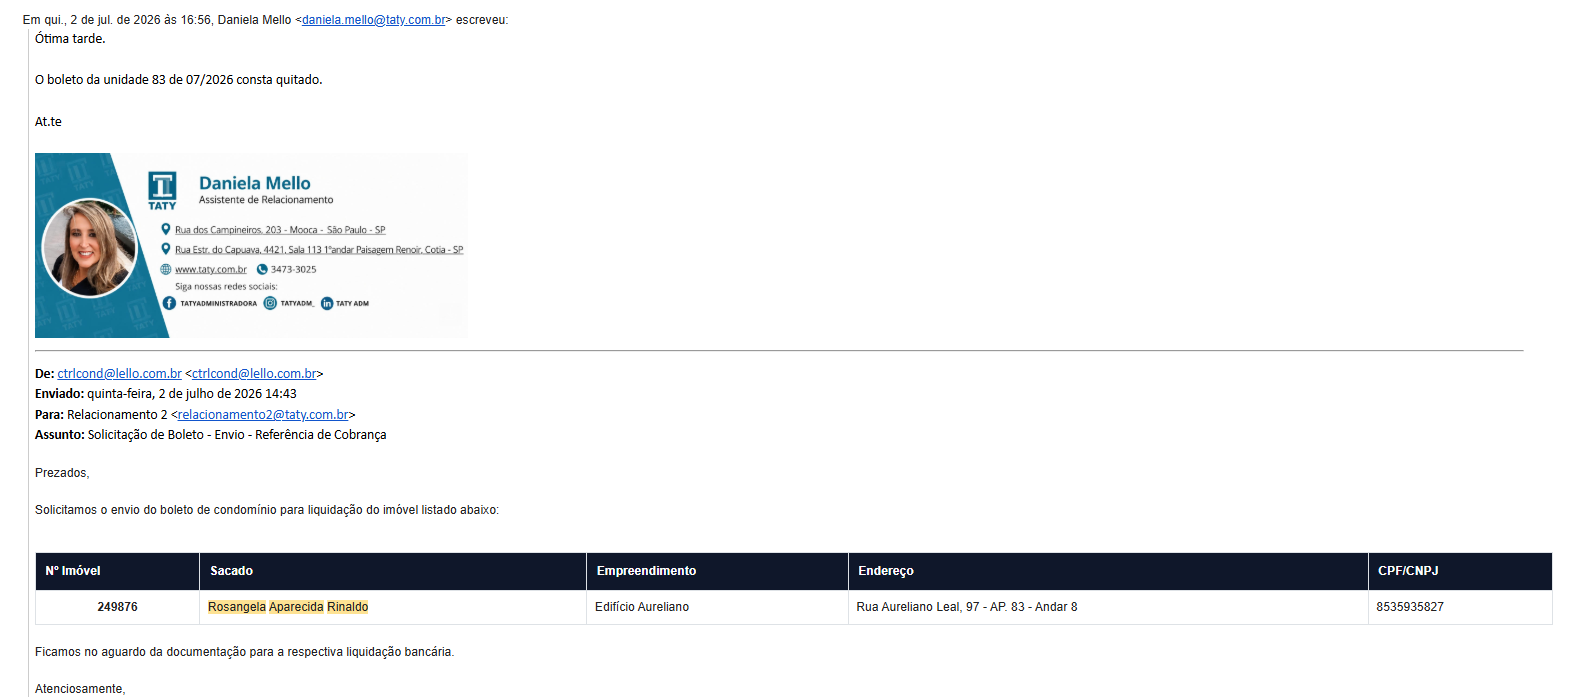 Em qui., 2 de jul. de 2026 às 16:56, Daniela Mello <daniela.mello@taty.com.br> escreveu:
Ótima tarde.
O boleto da unidade 83 de 07/2026 consta quitado.
At.te
TATY
Daniela Mello
Assistente de Relacionamento
Rua dos Campineiros, 203 - Mooca - São Paulo - SP
Rua Estr. do Capuava, 4421, Sala 113 1ºandar Paisagem Renoir, Cotia - SP
www.taty.com.br 3473-3025
Siga nossas redes sociais:
TATYADMINISTRADORA TATYADM_ TATY ADM
De: ctrlcond@lello.com.br <ctrlcond@lello.com.br>
Enviado: quinta-feira, 2 de julho de 2026 14:43
Para: Relacionamento 2 <relacionamento2@taty.com.br>
Assunto: Solicitação de Boleto - Envio - Referência de Cobrança
Prezados,
Solicitamos o envio do boleto de condomínio para liquidação do imóvel listado abaixo:
Nº Imóvel Sacado Empreendimento Endereço CPF/CNPJ
249876 Rosangela Aparecida Rinaldo Edifício Aureliano Rua Aureliano Leal, 97 - AP. 83 - Andar 8 8535935827
Ficamos no aguardo da documentação para a respectiva liquidação bancária.
Atenciosamente,